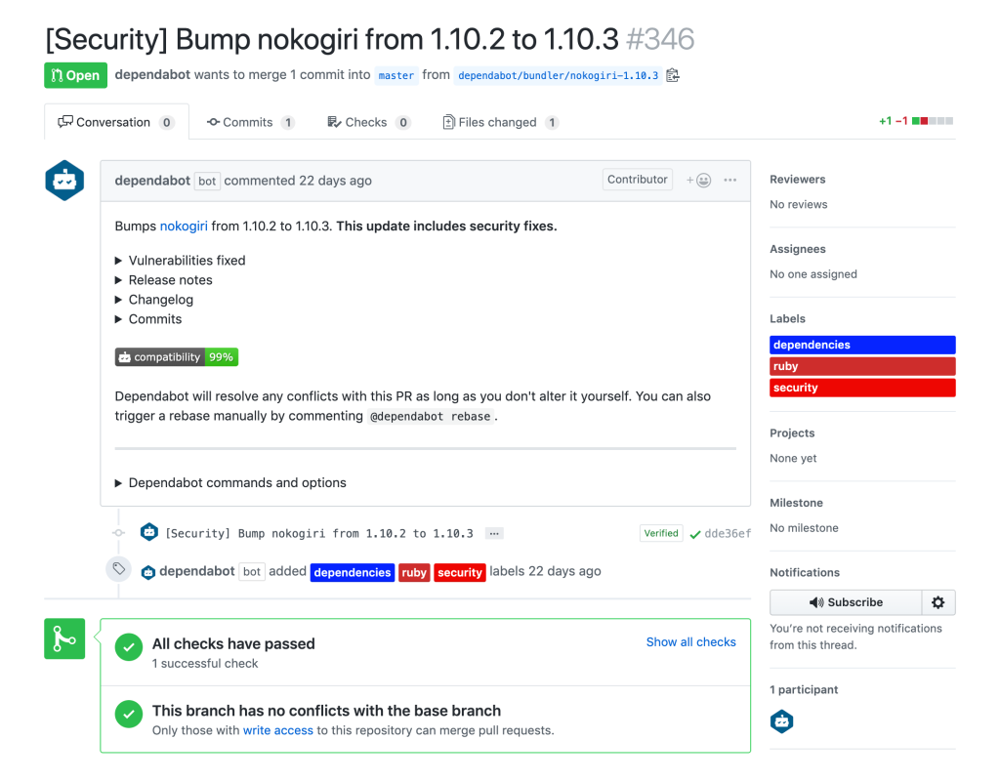 [Security] Bump nokogiri from 1.10.2 to 1.10.3 #346
Open dependabot wants to merge 1 commit into master from dependabot/bundler/nokogiri-1.10.3
Conversation 0 Commits 1 Checks 0 Files changed 1 +1 −1
dependabot bot commented 22 days ago Contributor
Bumps nokogiri from 1.10.2 to 1.10.3. This update includes security fixes.
Vulnerabilities fixed
Release notes
Changelog
Commits
compatibility 99%
Dependabot will resolve any conflicts with this PR as long as you don't alter it yourself. You can also
trigger a rebase manually by commenting @dependabot rebase.
Dependabot commands and options
[Security] Bump nokogiri from 1.10.2 to 1.10.3 Verified dde36ef
dependabot bot added dependencies ruby security labels 22 days ago
All checks have passed Show all checks
1 successful check
This branch has no conflicts with the base branch
Only those with write access to this repository can merge pull requests.
Reviewers
No reviews
Assignees
No one assigned
Labels
dependencies
ruby
security
Projects
None yet
Milestone
No milestone
Notifications
Subscribe
You're not receiving notifications
from this thread.
1 participant